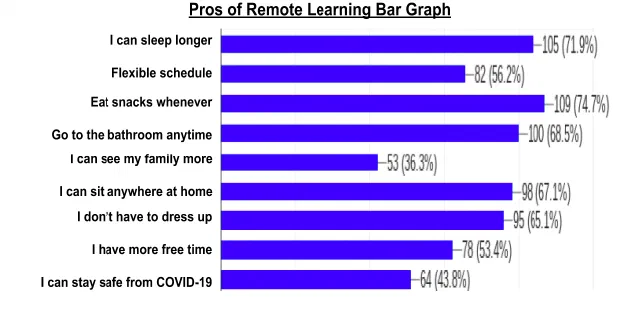 Pros of Remote Learning Bar Graph
I can sleep longer 105 (71.9%)
Flexible schedule 82 (56.2%)
Eat snacks whenever 109 (74.7%)
Go to the bathroom anytime 100 (68.5%)
I can see my family more 53 (36.3%)
I can sit anywhere at home 98 (67.1%)
I don't have to dress up 95 (65.1%)
I have more free time 78 (53.4%)
I can stay safe from COVID-19 64 (43.8%)